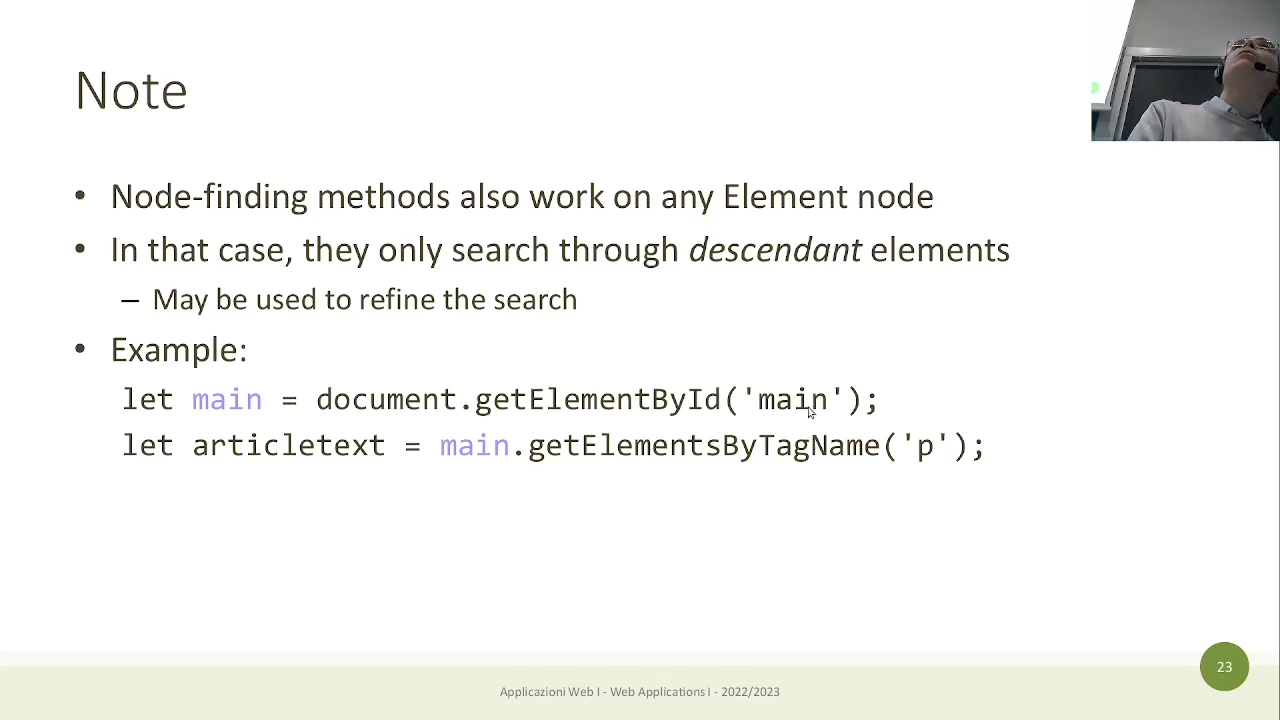 Note
• Node-finding methods also work on any Element node
• In that case, they only search through descendant elements
– May be used to refine the search
• Example:
let main = document.getElementById('main');
let articletext = main.getElementsByTagName('p');
23
Applicazioni Web I - Web Applications I - 2022/2023